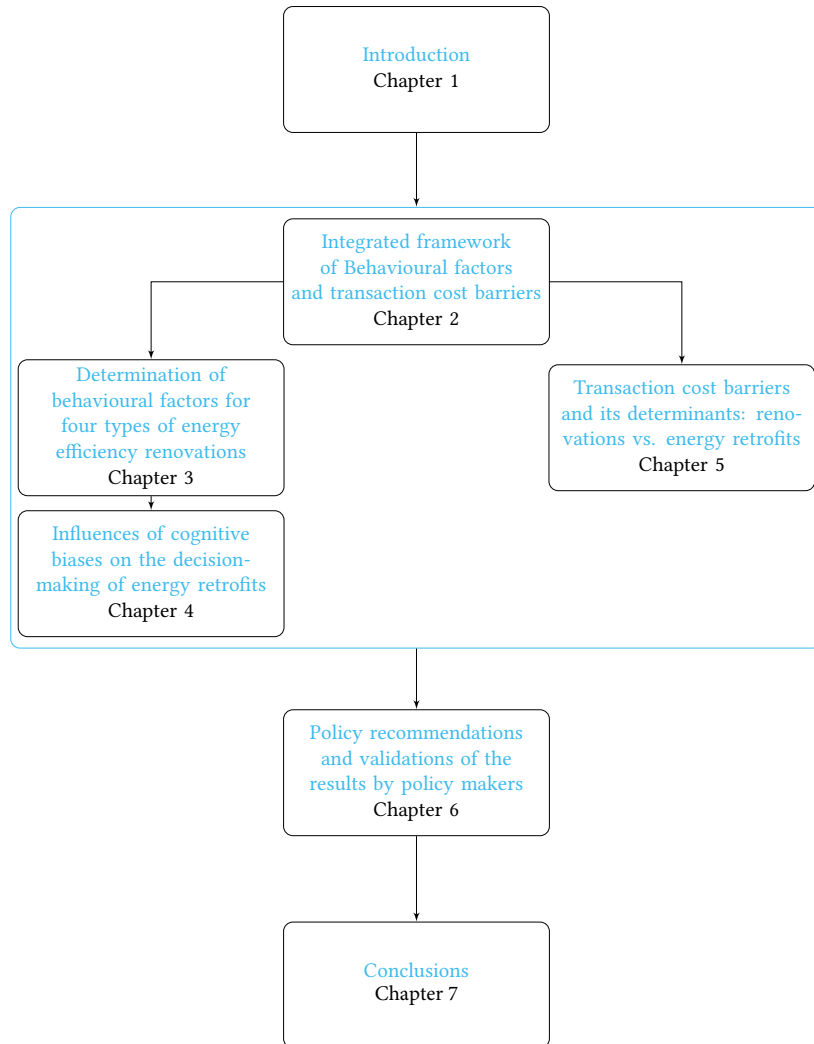 Introduction
Chapter 1
Integrated framework
of Behavioural factors
and transaction cost barriers
Chapter 2
Determination of
behavioural factors for
four types of energy
efficiency renovations
Chapter 3
Transaction cost barriers
and its determinants: reno-
vations vs. energy retrofits
Chapter 5
Influences of cognitive
biases on the decision-
making of energy retrofits
Chapter 4
Policy recommendations
and validations of the
results by policy makers
Chapter 6
Conclusions
Chapter 7